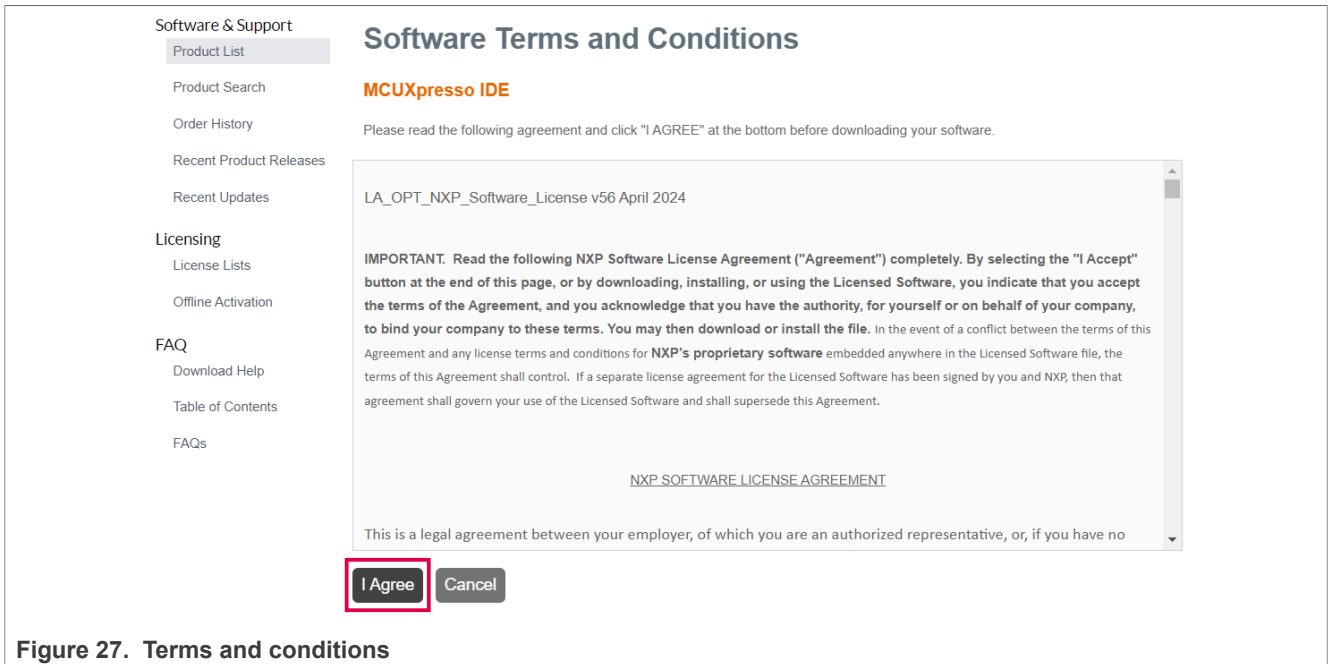 Software & Support
Product List
Product Search
Order History
Recent Product Releases
Recent Updates
Licensing
License Lists
Offline Activation
FAQ
Download Help
Table of Contents
FAQs
Software Terms and Conditions
MCUXpresso IDE
Please read the following agreement and click "I AGREE" at the bottom before downloading your software.
LA_OPT_NXP_Software_License v56 April 2024
IMPORTANT.  Read the following NXP Software License Agreement ("Agreement") completely. By selecting the "I Accept"
button at the end of this page, or by downloading, installing, or using the Licensed Software, you indicate that you accept
the terms of the Agreement, and you acknowledge that you have the authority, for yourself or on behalf of your company,
to bind your company to these terms. You may then download or install the file. In the event of a conflict between the terms of this
Agreement and any license terms and conditions for NXP's proprietary software embedded anywhere in the Licensed Software file, the
terms of this Agreement shall control.  If a separate license agreement for the Licensed Software has been signed by you and NXP, then that
agreement shall govern your use of the Licensed Software and shall supersede this Agreement.
NXP SOFTWARE LICENSE AGREEMENT
This is a legal agreement between your employer, of which you are an authorized representative, or, if you have no
I Agree
Cancel
Figure 27.  Terms and conditions